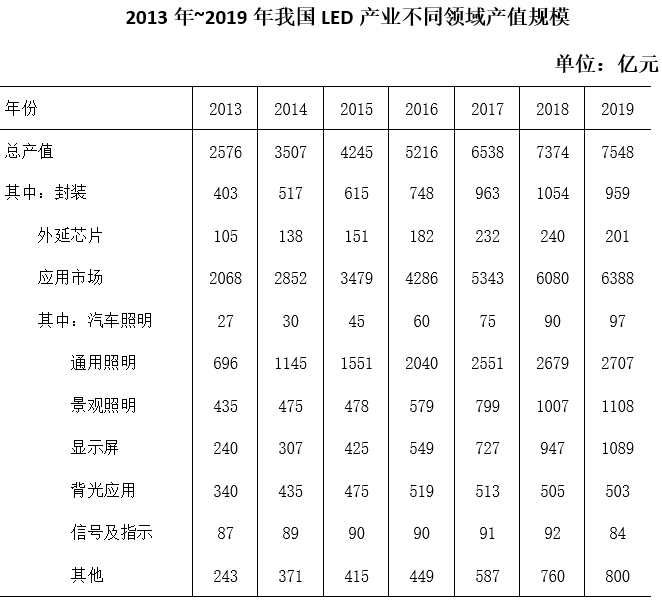 2013 年~2019 年我国 LED 产业不同领域产值规模
单位：亿元
年份 2013 2014 2015 2016 2017 2018 2019
总产值 2576 3507 4245 5216 6538 7374 7548
其中：封装 403 517 615 748 963 1054 959
外延芯片 105 138 151 182 232 240 201
应用市场 2068 2852 3479 4286 5343 6080 6388
其中：汽车照明 27 30 45 60 75 90 97
通用照明 696 1145 1551 2040 2551 2679 2707
景观照明 435 475 478 579 799 1007 1108
显示屏 240 307 425 549 727 947 1089
背光应用 340 435 475 519 513 505 503
信号及指示 87 89 90 90 91 92 84
其他 243 371 415 449 587 760 800